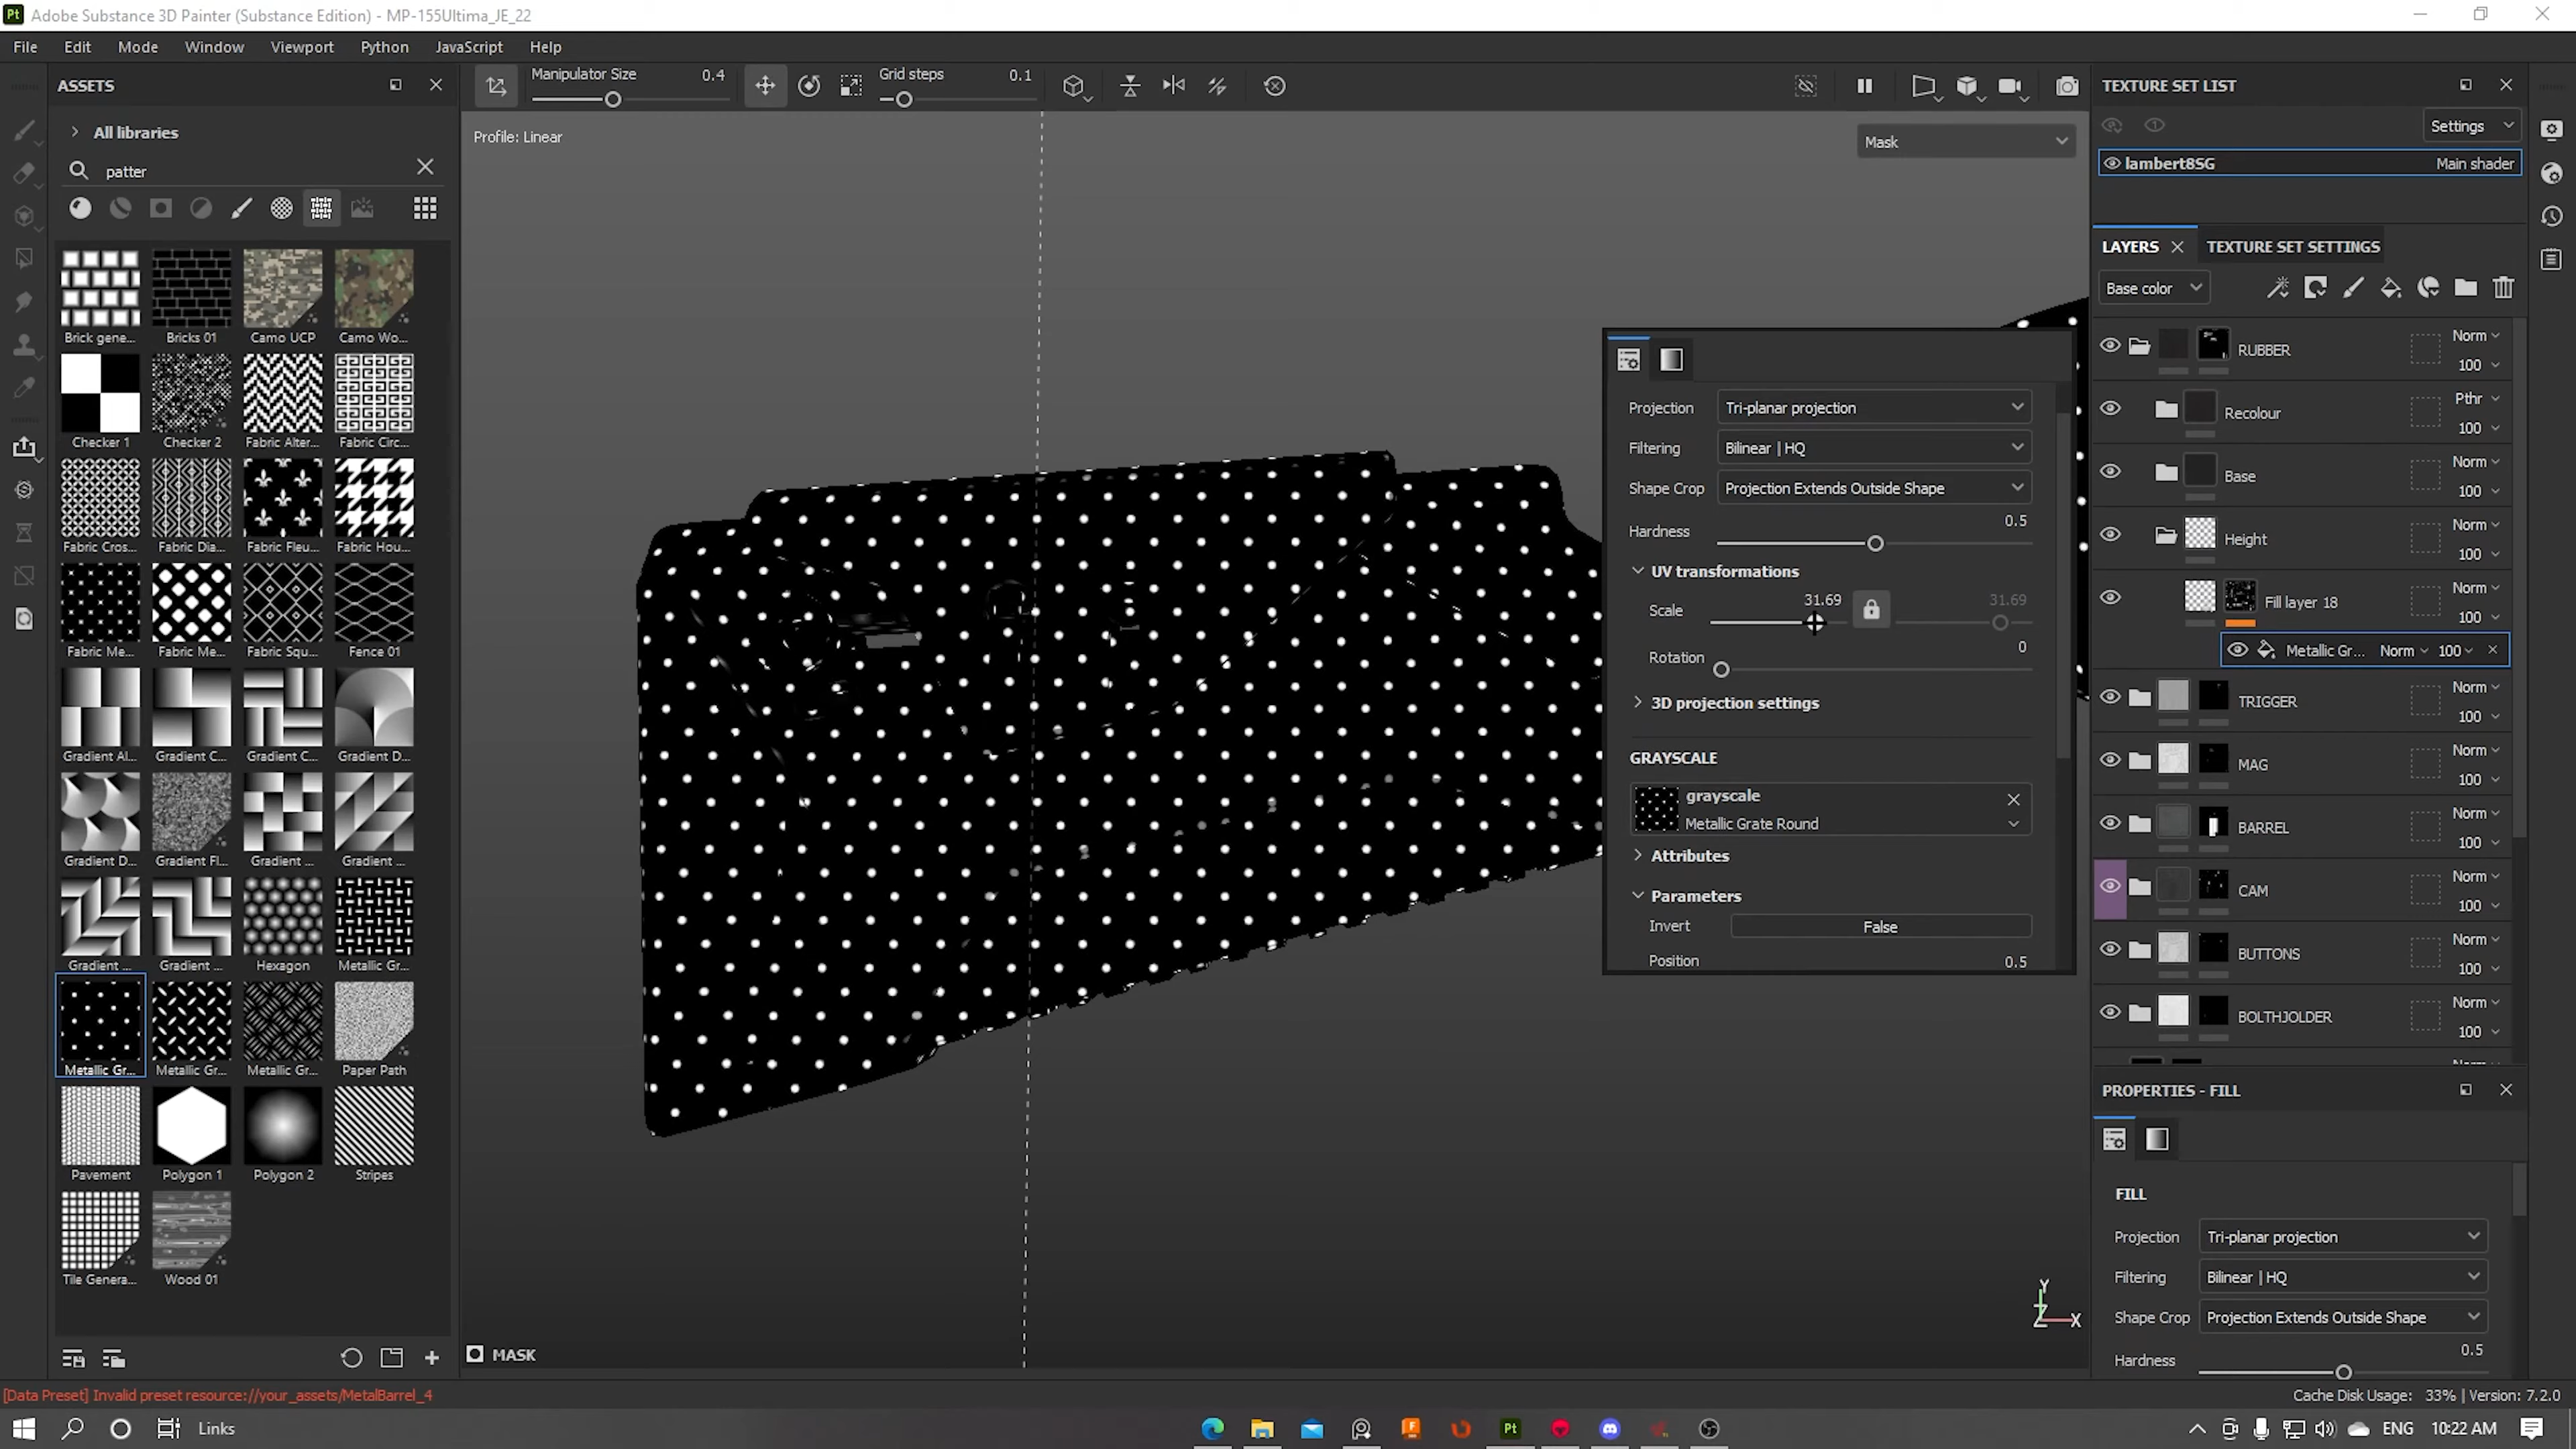 Adobe Substance 3D Painter (Substance Edition) - MP-155Ultima_JE_22
File Edit Mode Window Viewport Python JavaScript Help
ASSETS
All libraries
patter
Brick gene... Bricks 01 Camo UCP Camo Wo...
Checker 1 Checker 2 Fabric Alter... Fabric Circ...
Fabric Cros... Fabric Dia... Fabric Fleu... Fabric Hou...
Fabric Me... Fabric Me... Fabric Squ... Fence 01
Gradient Al... Gradient C... Gradient C... Gradient D...
Gradient D... Gradient Fl... Gradient ... Gradient ...
Gradient ... Gradient ... Hexagon Metallic Gr...
Metallic Gr... Metallic Gr... Metallic Gr... Paper Path
Pavement Polygon 1 Polygon 2 Stripes
Tile Genera... Wood 01
Manipulator Size 0.4
Grid steps 0.1
Profile: Linear
Mask
Projection Tri-planar projection
Filtering Bilinear | HQ
Shape Crop Projection Extends Outside Shape
Hardness 0.5
UV transformations
Scale 31.69 31.69
Rotation 0
3D projection settings
GRAYSCALE
grayscale
Metallic Grate Round
Attributes
Parameters
Invert False
Position 0.5
Y
Z X
MASK
TEXTURE SET LIST
Settings
lambert8SG Main shader
LAYERS TEXTURE SET SETTINGS
Base color
RUBBER Norm 100
Recolour Pthr 100
Base Norm 100
Height Norm 100
Fill layer 18 Norm 100
Metallic Gr... Norm 100
TRIGGER Norm 100
MAG Norm 100
BARREL Norm 100
CAM Norm 100
BUTTONS Norm 100
BOLTHJOLDER Norm 100
PROPERTIES - FILL
FILL
Projection Tri-planar projection
Filtering Bilinear | HQ
Shape Crop Projection Extends Outside Shape
Hardness 0.5
[Data Preset] Invalid preset resource://your_assets/MetalBarrel_4
Cache Disk Usage: 33% | Version: 7.2.0
Links
Pt
ENG 10:22 AM